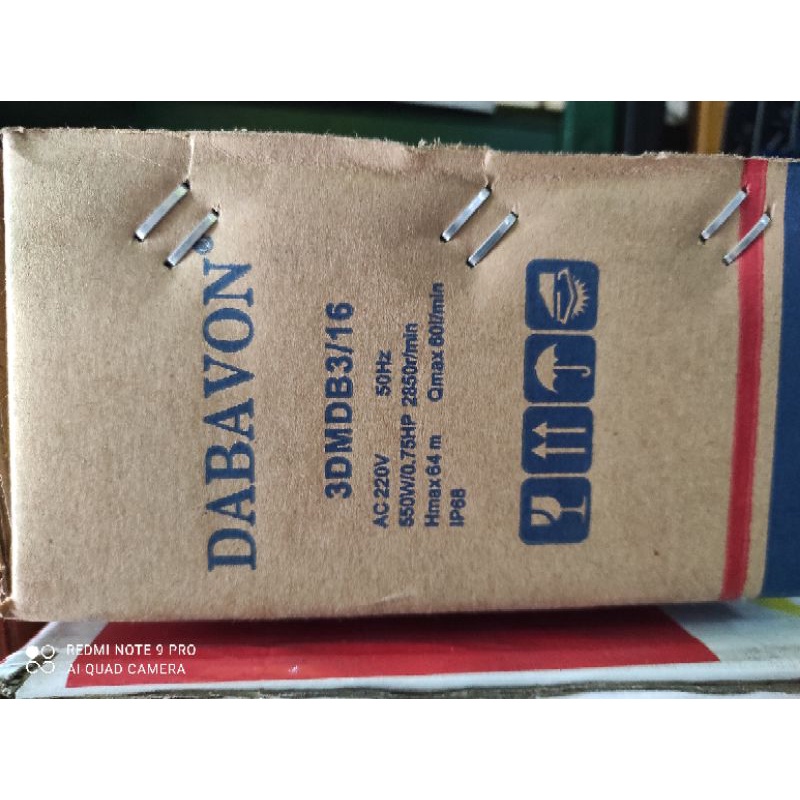 DABAVON®
3DMDB3/16
AC 220V 50Hz
550W/0.75HP 2850r/min
Hmax 64 m Qmax 60l/min
IP68
REDMI NOTE 9 PRO
AI QUAD CAMERA